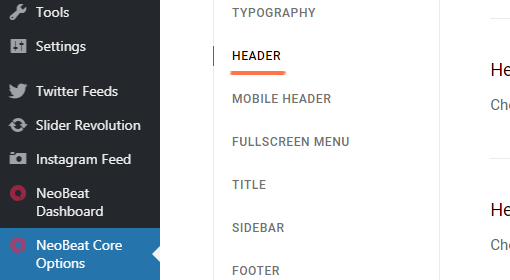 Tools
Settings
Twitter Feeds
Slider Revolution
Instagram Feed
NeoBeat
Dashboard
NeoBeat Core
Options
TYPOGRAPHY
HEADER
MOBILE HEADER
FULLSCREEN MENU
TITLE
SIDEBAR
FOOTER